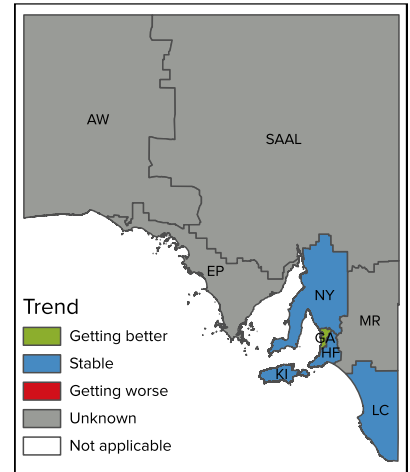 AW
SAAL
EP
NY
MR
GA
HF
KI
LC
Trend
Getting better
Stable
Getting worse
Unknown
Not applicable